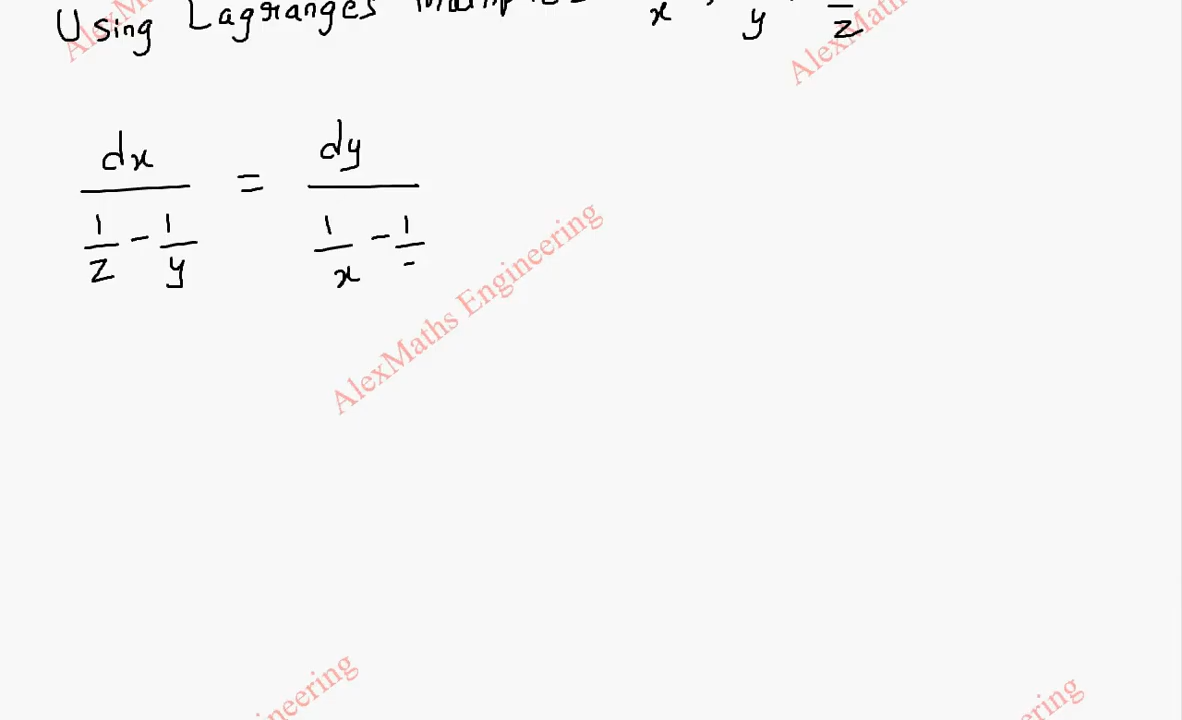 Using Lagranges x , y , z
dx/(1/z - 1/y) = dy/(1/x - 1/
AlexMaths Engineering